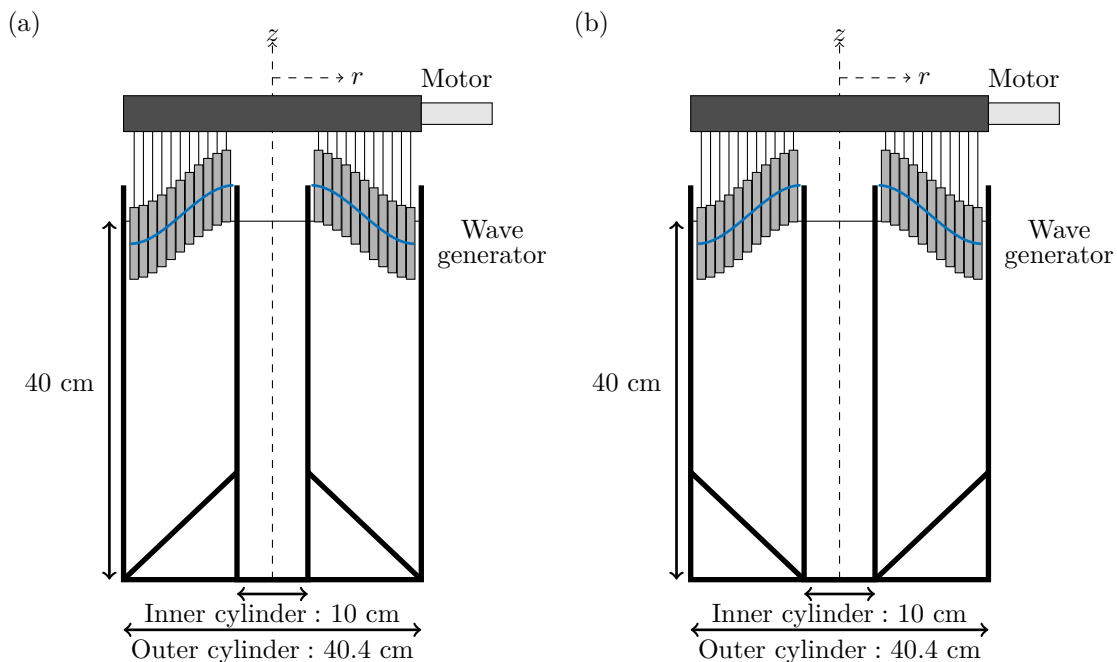 (a)
z
r
Motor
Wave
generator
40 cm
Inner cylinder : 10 cm
Outer cylinder : 40.4 cm
(b)
z
r
Motor
Wave
generator
40 cm
Inner cylinder : 10 cm
Outer cylinder : 40.4 cm